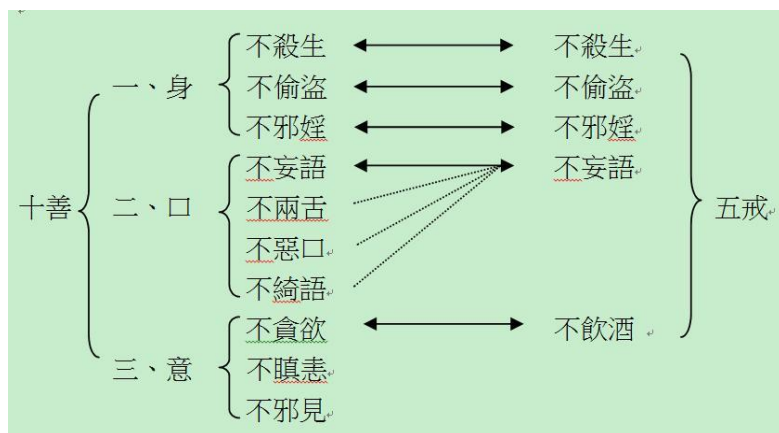 不殺生 不殺生
一、身 不偷盜 不偷盜
不邪婬 不邪婬
不妄語 不妄語
十善 二、口 不兩舌 五戒
不惡口
不綺語
不貪欲 不飲酒
三、意 不瞋恚
不邪見